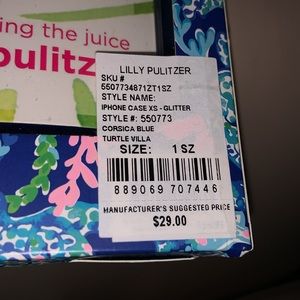 ing the juice
pulitz
LILLY PULITZER
SKU #
5507734871ZT1SZ
STYLE NAME:
IPHONE CASE XS - GLITTER
STYLE #: 550773
CORSICA BLUE
TURTLE VILLA
SIZE: 1 SZ
889069 707446
MANUFACTURER'S SUGGESTED PRICE
$29.00